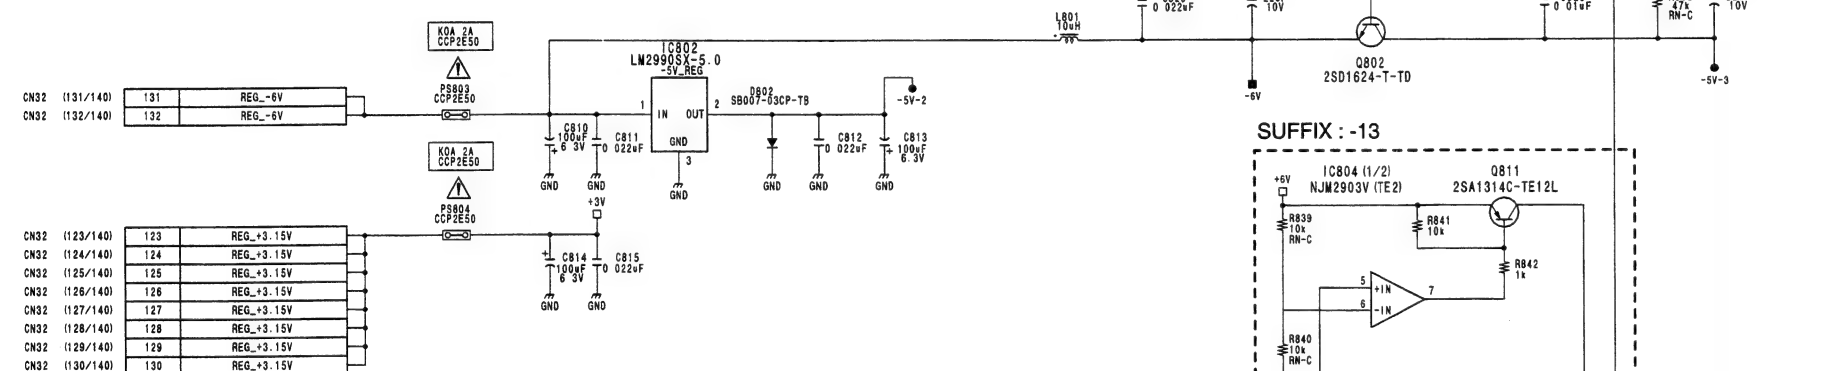 0 022uF
10V
0 01uF
47k
RN-C
10V
L801
10uH
KOA 2A
CCP2E50
IC802
LM2990SX-5.0
-5V_REG
Q802
2SD1624-T-TD
-5V-3
-6V
PS803
CCP2E50
CN32 (131/140) 131 REG_-6V
CN32 (132/140) 132 REG_-6V
1 IN OUT 2
GND
3
D802
SB007-03CP-TB
-5V-2
C810
100uF
6 3V
C811
0 022uF
C812
0 022uF
C813
100uF
6.3V
GND GND GND GND GND GND
KOA 2A
CCP2E50
PS804
CCP2E50
+3V
CN32 (123/140) 123 REG_+3.15V
CN32 (124/140) 124 REG_+3.15V
CN32 (125/140) 125 REG_+3.15V
CN32 (126/140) 126 REG_+3.15V
CN32 (127/140) 127 REG_+3.15V
CN32 (128/140) 128 REG_+3.15V
CN32 (129/140) 129 REG_+3.15V
CN32 (130/140) 130 REG_+3.15V
C814
100uF
6 3V
C815
0 022uF
GND GND
SUFFIX : -13
+6V
IC804 (1/2)
NJM2903V (TE2)
Q811
2SA1314C-TE12L
R839
10k
RN-C
R841
10k
R842
1k
5 +IN
6 -IN
7
R840
10k
RN-C